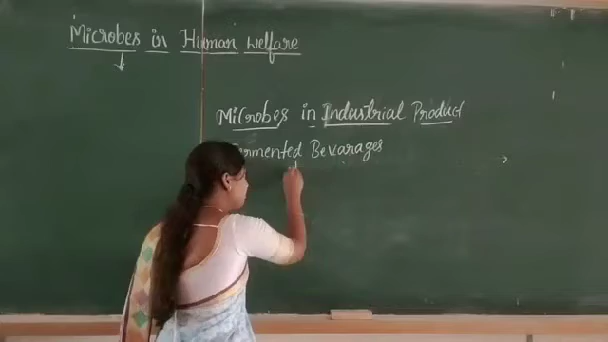 Microbes in Human Welfare
Microbes in Industrial Product
Fermented Bevarages